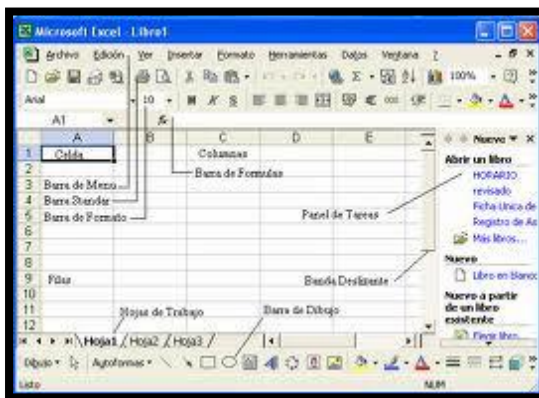 Microsoft Excel - Libro1
Archivo Edición Ver Insertar Formato Herramientas Datos Ventana ?
100%
Arial 10 N K S
A1 fx
Nuevo
A B C D E
1 Celda Columnas
Abrir un libro
2 Barra de Formulas
HORARIO
3 Barra de Menu
revisado
4 Barra Standar
Ficha Unica de
5 Barra de Formato Panel de Tareas
Registro de As
6
Más libros...
7
8
Nuevo
9 Filas Banda Deslizante
Libro en blanco
10
Nuevo a partir
11 Hojas de Trabajo Barra de Dibujo
de un libro
existente
12
Elegir libro
Hoja1 Hoja2 Hoja3
Dibujo Autoformas
Listo NUM